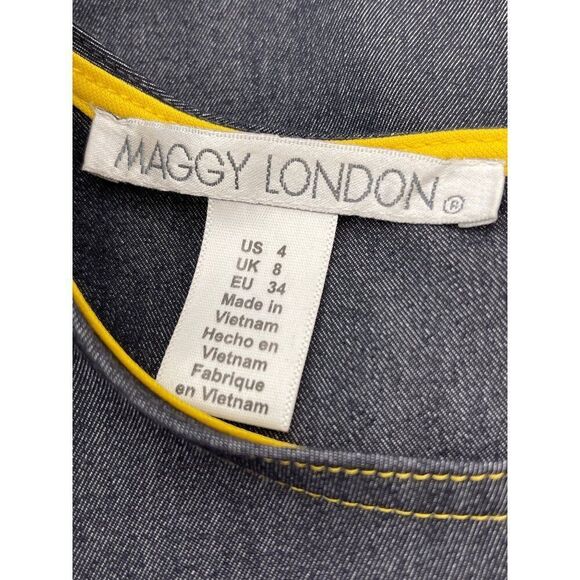 MAGGY LONDON ®
US 4
UK 8
EU 34
Made in
Vietnam
Hecho en
Vietnam
Fabrique
en Vietnam